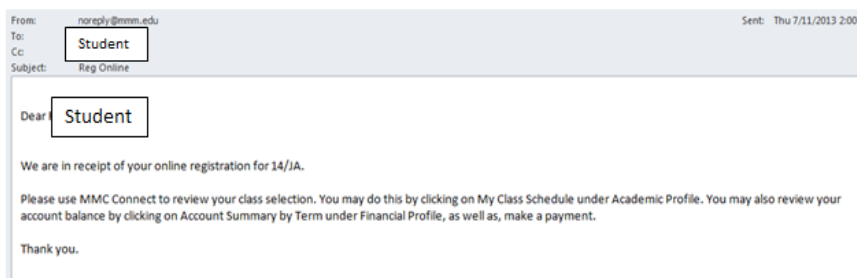 From: noreply@mmm.edu Sent: Thu 7/11/2013 2:00
To: Student
Cc:
Subject: Reg Online
Dear Student
We are in receipt of your online registration for 14/JA.
Please use MMC Connect to review your class selection. You may do this by clicking on My Class Schedule under Academic Profile. You may also review your
account balance by clicking on Account Summary by Term under Financial Profile, as well as, make a payment.
Thank you.